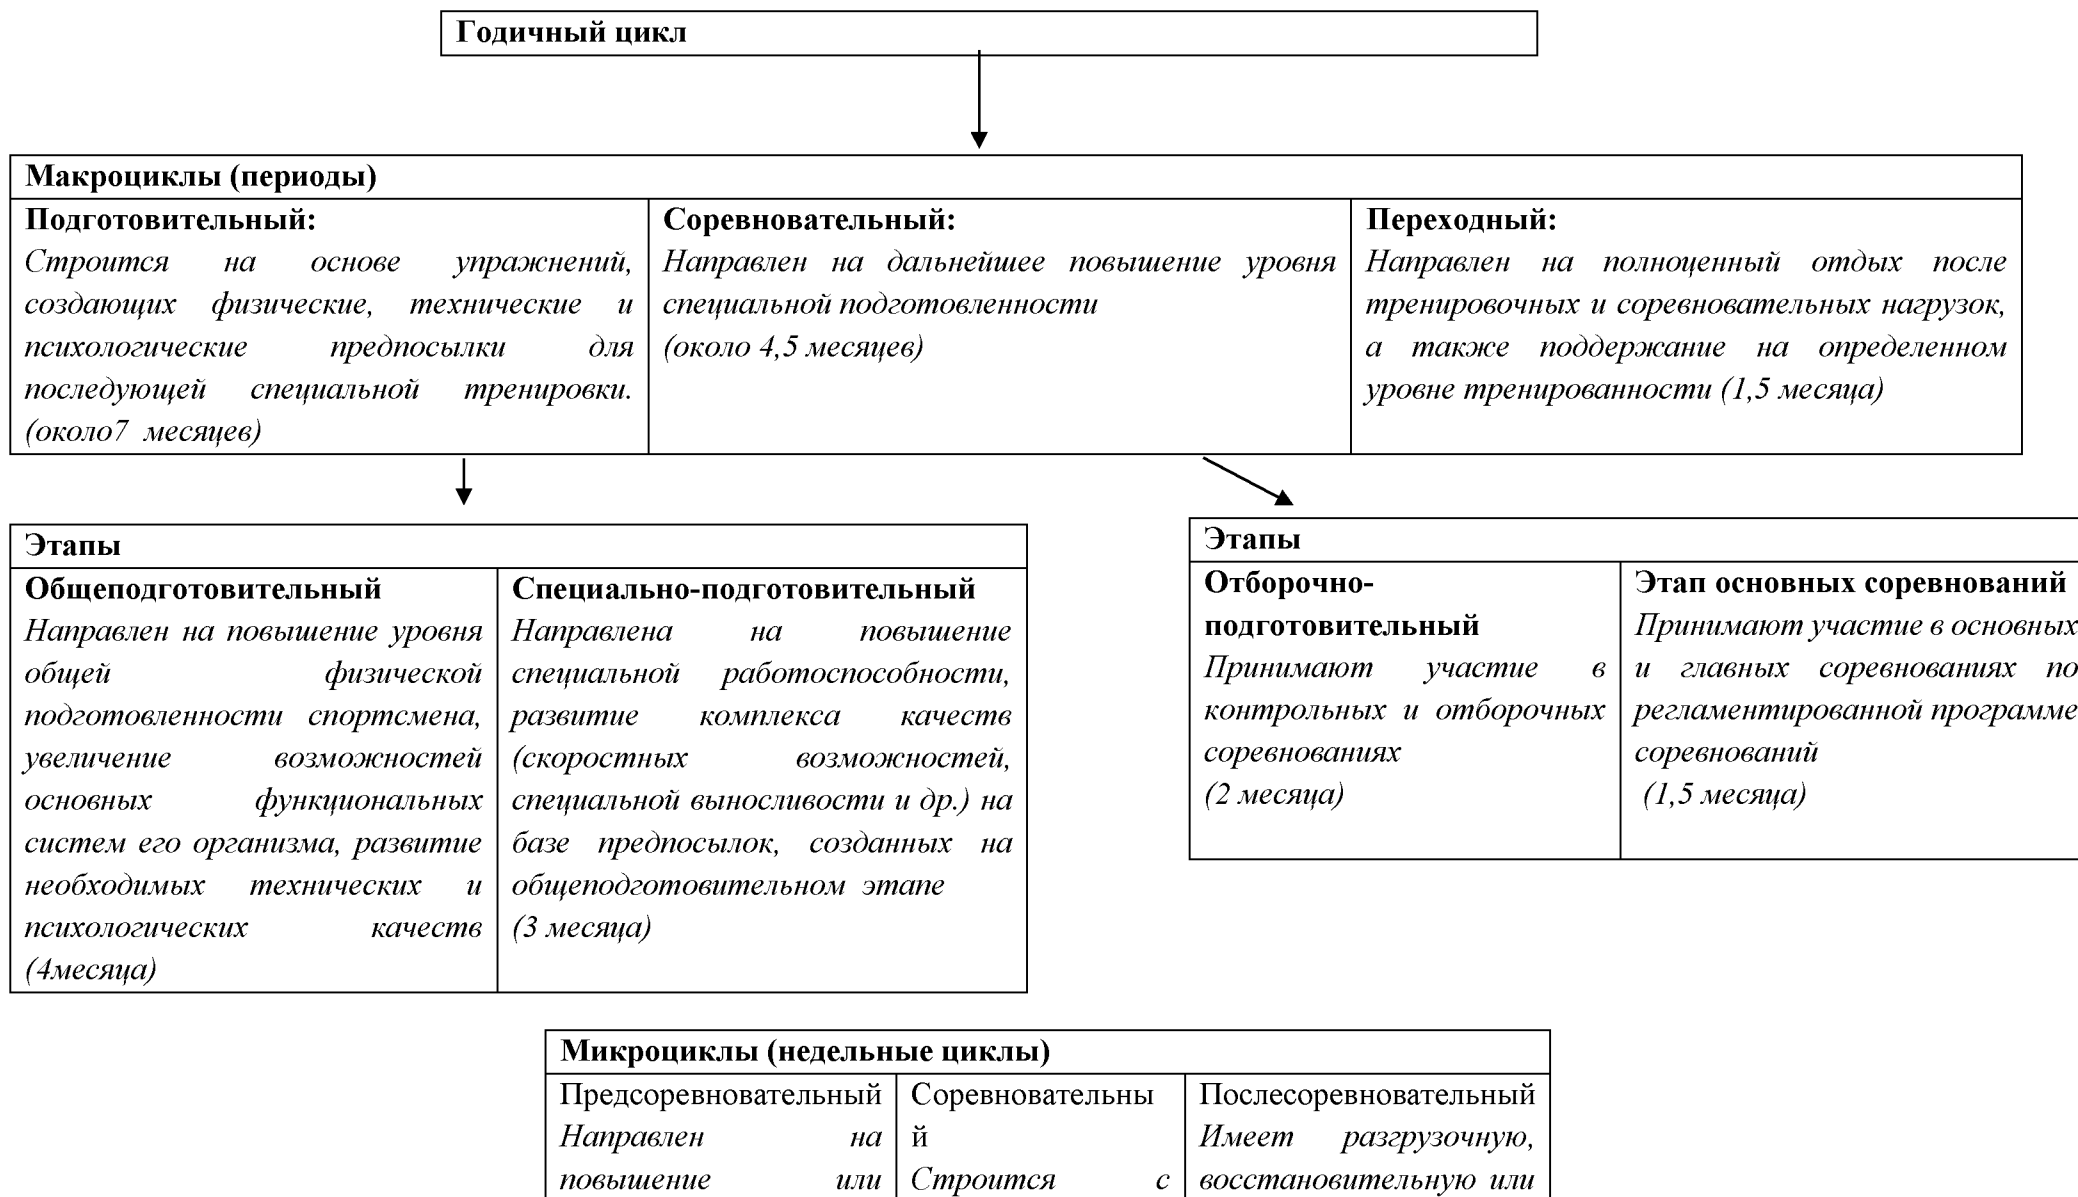 Годичный цикл
Макроциклы (периоды)
Подготовительный:
Строится на основе упражнений,
создающих физические, технические и
психологические предпосылки для
последующей специальной тренировки.
(около7 месяцев)
Соревновательный:
Направлен на дальнейшее повышение уровня
специальной подготовленности
(около 4,5 месяцев)
Переходный:
Направлен на полноценный отдых после
тренировочных и соревновательных нагрузок,
а также поддержание на определенном
уровне тренированности (1,5 месяца)
Этапы
Общеподготовительный
Направлен на повышение уровня
общей физической
подготовленности спортсмена,
увеличение возможностей
основных функциональных
систем его организма, развитие
необходимых технических и
психологических качеств
(4месяца)
Специально-подготовительный
Направлена на повышение
специальной работоспособности,
развитие комплекса качеств
(скоростных возможностей,
специальной выносливости и др.) на
базе предпосылок, созданных на
общеподготовительном этапе
(3 месяца)
Этапы
Отборочно-
подготовительный
Принимают участие в
контрольных и отборочных
соревнованиях
(2 месяца)
Этап основных соревнований
Принимают участие в основных
и главных соревнованиях по
регламентированной программе
соревнований
(1,5 месяца)
Микроциклы (недельные циклы)
Предсоревновательный
Направлен на
повышение или
Соревновательны
й
Строится с
Послесоревновательный
Имеет разгрузочную,
восстановительную или